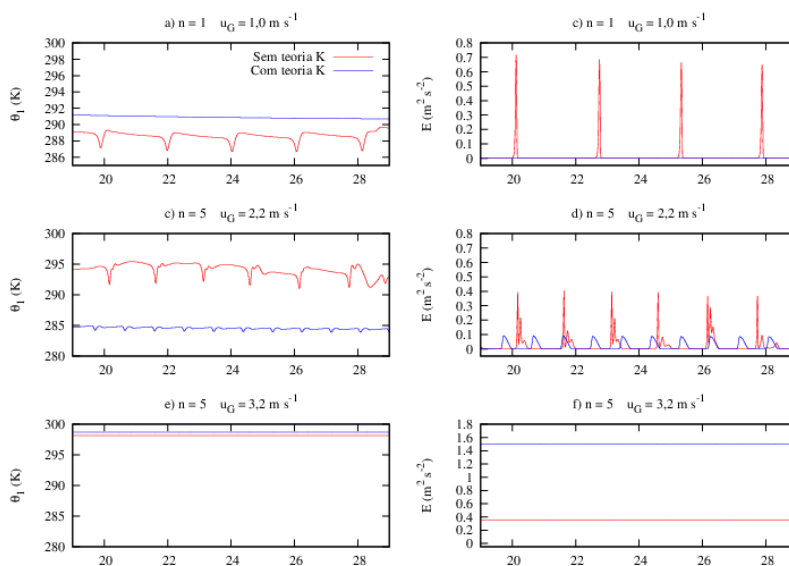 a) n = 1 u_G = 1,0 m s^-1
300
298
296
294
292
290
288
286
θ_1 (K)
Sem teoria K
Com teoria K
20 22 24 26 28
c) n = 1 u_G = 1,0 m s^-1
0.8
0.7
0.6
0.5
0.4
0.3
0.2
0.1
0
E (m^2 s^-2)
20 22 24 26 28
c) n = 5 u_G = 2,2 m s^-1
300
295
290
285
280
θ_1 (K)
20 22 24 26 28
d) n = 5 u_G = 2,2 m s^-1
0.8
0.7
0.6
0.5
0.4
0.3
0.2
0.1
0
E (m^2 s^-2)
20 22 24 26 28
e) n = 5 u_G = 3,2 m s^-1
300
295
290
285
280
θ_1 (K)
20 22 24 26 28
f) n = 5 u_G = 3,2 m s^-1
1.8
1.6
1.4
1.2
1
0.8
0.6
0.4
0.2
0
E (m^2 s^-2)
20 22 24 26 28